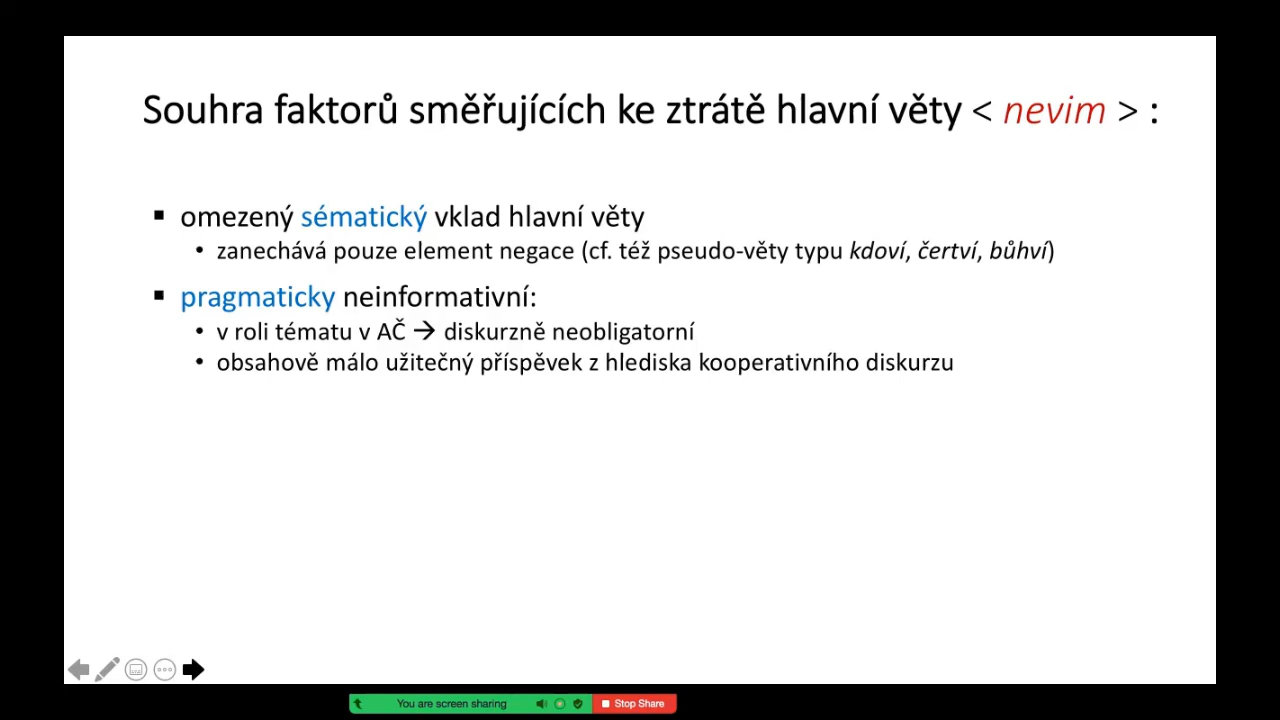 Souhra faktorů směřujících ke ztrátě hlavní věty < nevim > :
▪ omezený sématický vklad hlavní věty
• zanechává pouze element negace (cf. též pseudo-věty typu kdoví, čertví, bůhví)
▪ pragmaticky neinformativní:
• v roli tématu v AČ → diskurzně neobligatorní
• obsahově málo užitečný příspěvek z hlediska kooperativního diskurzu
You are screen sharing
Stop Share